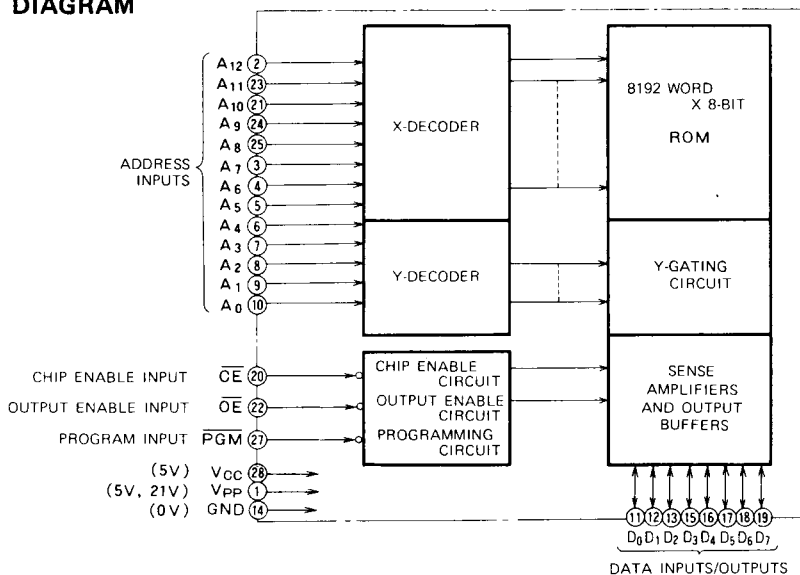 DIAGRAM
A12 2
A11 23
A10 21
A9 24
A8 25
A7 3
A6 4
A5 5
A4 6
A3 7
A2 8
A1 9
A0 10
ADDRESS
INPUTS
X-DECODER
Y-DECODER
8192 WORD
X 8-BIT
ROM
Y-GATING
CIRCUIT
CHIP ENABLE INPUT CE 20
OUTPUT ENABLE INPUT OE 22
PROGRAM INPUT PGM 27
CHIP ENABLE
CIRCUIT
OUTPUT ENABLE
CIRCUIT
PROGRAMMING
CIRCUIT
SENSE
AMPLIFIERS
AND OUTPUT
BUFFERS
(5V) VCC 28
(5V, 21V) VPP 1
(0V) GND 14
11 12 13 15 16 17 18 19
D0 D1 D2 D3 D4 D5 D6 D7
DATA INPUTS/OUTPUTS